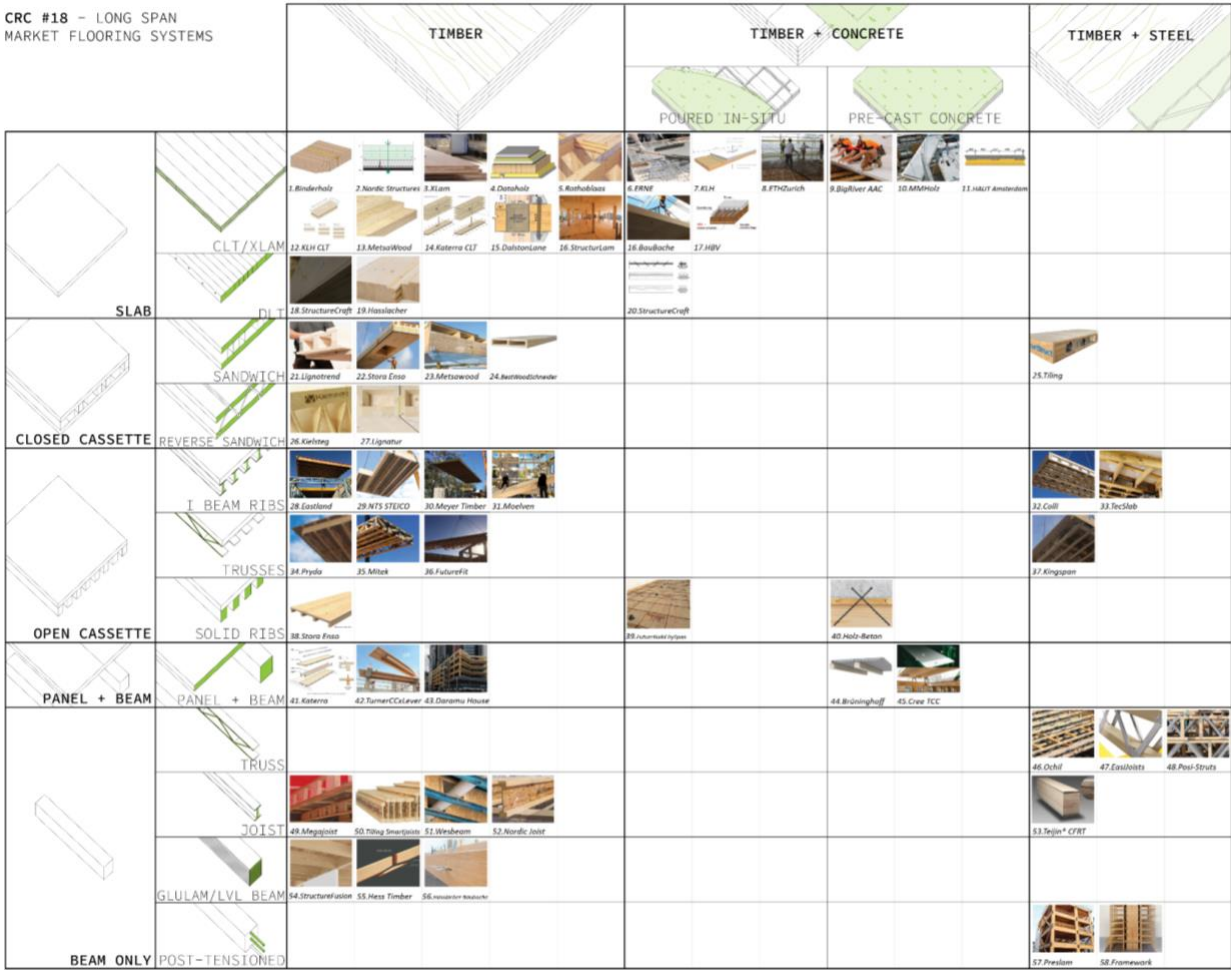 CRC #18 - LONG SPAN
MARKET FLOORING SYSTEMS
TIMBER
TIMBER + CONCRETE
TIMBER + STEEL
POURED IN-SITU
PRE-CAST CONCRETE
1.Binderholz
2.Nordic Structures
3.XLam
4.Dataholz
5.Rothoblaas
6.ERNE
7.KLH
8.ETHZurich
9.BigRiver AAC
10.MMHolz
11.HAUT Amsterdam
CLT/XLAM
12.KLH CLT
13.MetsaWood
14.Katerra CLT
15.DalstonLane
16.StructurLam
16.BauBuche
17.HBV
SLAB
DLT
18.StructureCraft
19.Hasslacher
20.StructureCraft
SANDWICH
21.Lignotrend
22.Stora Enso
23.Metsawood
24.BestWoodSchneider
25.Tiling
CLOSED CASSETTE
REVERSE SANDWICH
26.Kielsteg
27.Lignatur
I BEAM RIBS
28.Eastland
29.NTS STEICO
30.Meyer Timber
31.Moelven
32.Colli
33.TecSlab
TRUSSES
34.Pryda
35.Mitek
36.FutureFit
37.Kingspan
OPEN CASSETTE
SOLID RIBS
38.Stora Enso
40.Holz-Beton
PANEL + BEAM
PANEL + BEAM
41.Katerra
42.TurnerCCxLever
43.Daramu House
44.Brüninghoff
45.Cree TCC
TRUSS
46.Ochil
47.EasiJoists
48.Posi-Struts
JOIST
49.Megajoist
50.Tilling Smartjoists
51.Wesbeam
52.Nordic Joist
53.Teijin* CFRT
GLULAM/LVL BEAM
54.StructureFusion
55.Hess Timber
BEAM ONLY
POST-TENSIONED
57.Preslam
58.Framework